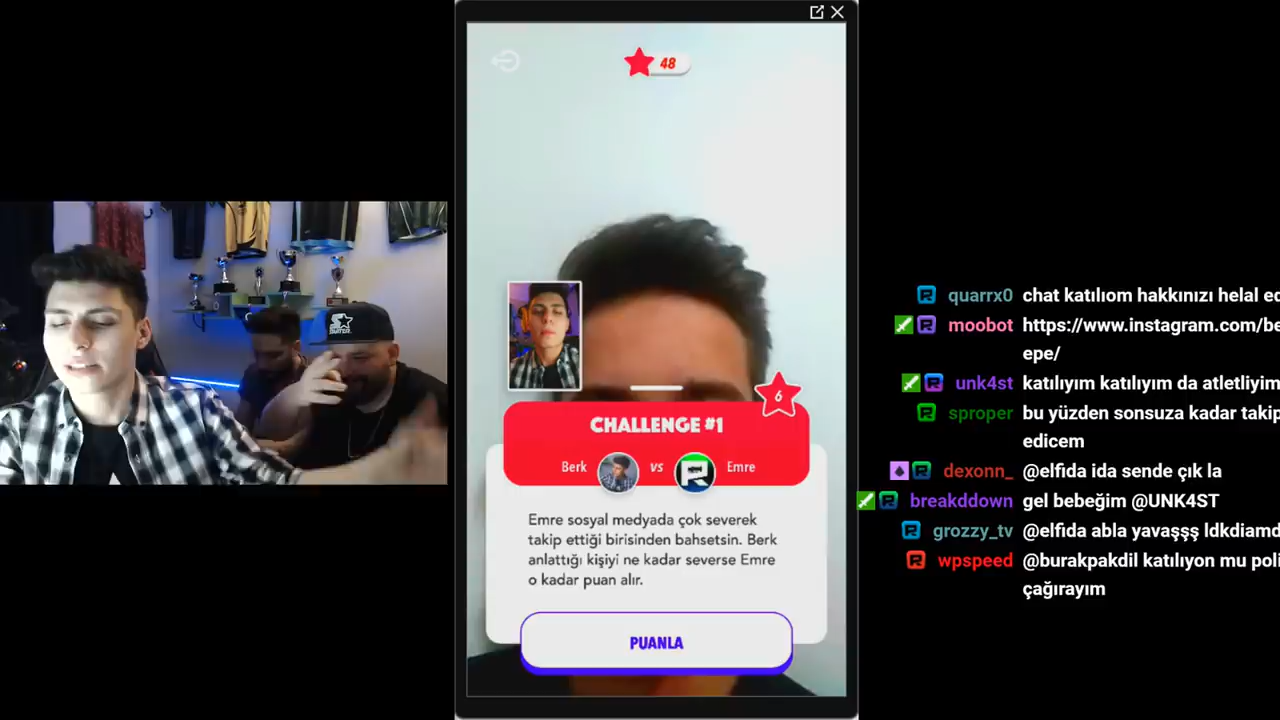 48
6
CHALLENGE #1
Berk vs Emre
Emre sosyal medyada çok severek
takip ettiği birisinden bahsetsin. Berk
anlattığı kişiyi ne kadar severse Emre
o kadar puan alır.
PUANLA
quarrx0 chat katılıom hakkınızı helal ed
moobot https://www.instagram.com/be
epe/
unk4st katılıyım katılıyım da atletliyim
sproper bu yüzden sonsuza kadar takip
edicem
dexonn_ @elfida ida sende çık la
breakddown gel bebeğim @UNK4ST
grozzy_tv @elfıda abla yavaşşş ldkdiamd
wpspeed @burakpakdil katılıyon mu poli
çağırayım